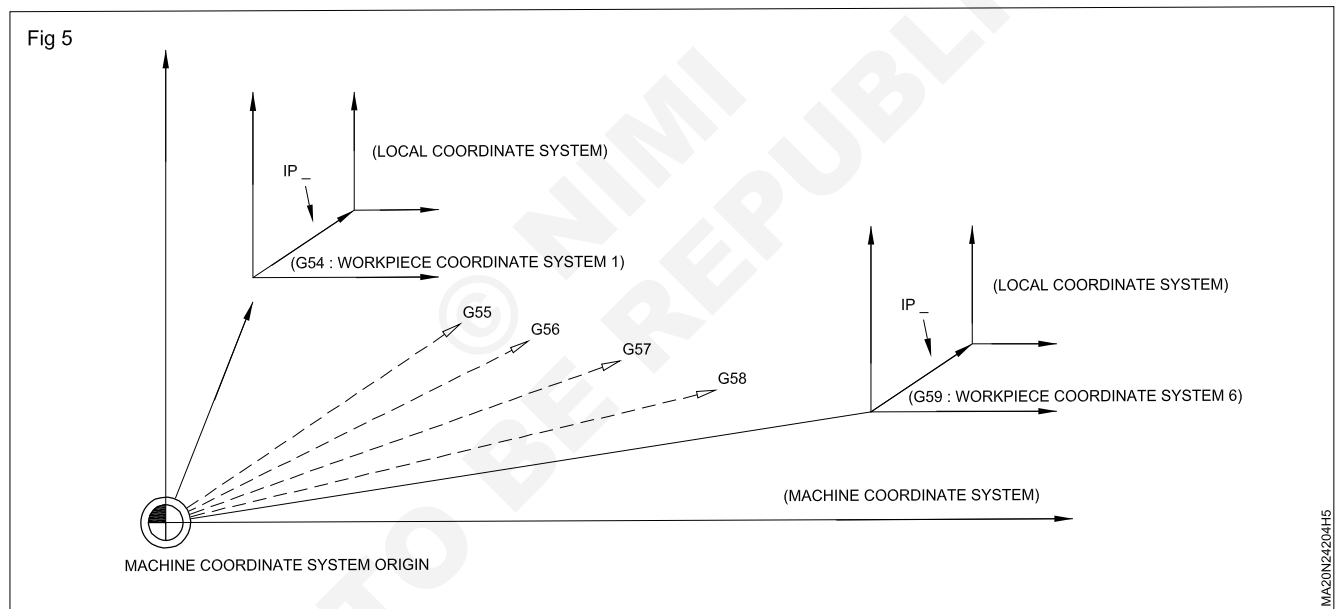 Fig 5
(LOCAL COORDINATE SYSTEM)
IP _
(G54 : WORKPIECE COORDINATE SYSTEM 1)
(LOCAL COORDINATE SYSTEM)
IP _
G55
G56
G57
G58
(G59 : WORKPIECE COORDINATE SYSTEM 6)
(MACHINE COORDINATE SYSTEM)
MACHINE COORDINATE SYSTEM ORIGIN
MA20N24204H5
© NIMI
TO BE REPUBLI